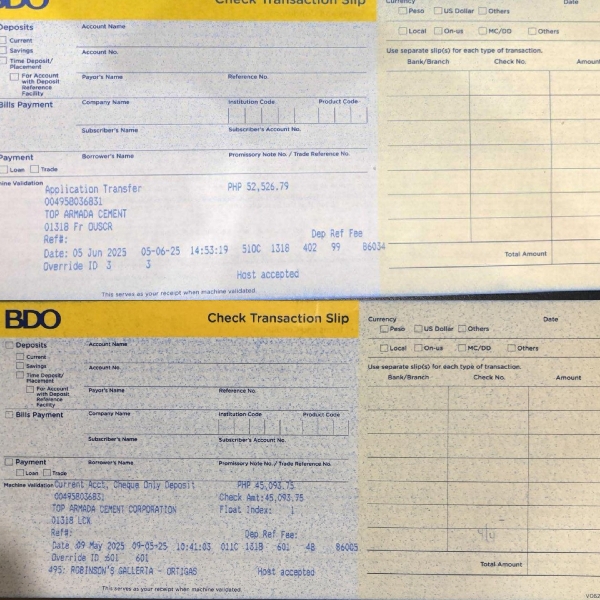 BDO
Check Transaction Slip
Currency
Date
Peso US Dollar Others
Local On-us MC/DD Others
Use separate slip(s) for each type of transaction.
Bank/Branch Check No. Amount
Total Amount
Deposits
Account Name
Current
Savings
Account No.
Time Deposit/
Placement
For Account
with Deposit
Reference
Facility
Payor's Name Reference No.
Bills Payment
Company Name Institution Code Product Code
Subscriber's Name Subscriber's Account No.
Payment
Borrower's Name Promissory Note No. / Trade Reference No.
Loan Trade
Machine Validation
Application Transfer PHP 52,526.79
004958036831
TOP ARMADA CEMENT
01318 Fr OUSCR
Ref#: Dep Ref Fee
Date: 05 Jun 2025 05-06-25 14:53:19 510C 1318 402 99 86034
Override ID 3 3
Host accepted
This serves as your receipt when machine validated.
BDO
Check Transaction Slip
Currency
Date
Peso US Dollar Others
Local On-us MC/DD Others
Use separate slip(s) for each type of transaction.
Bank/Branch Check No. Amount
Total Amount
Deposits
Account Name
Current
Savings
Account No.
Time Deposit/
Placement
For Account
with Deposit
Reference
Facility
Payor's Name Reference No.
Bills Payment
Company Name Institution Code Product Code
Subscriber's Name Subscriber's Account No.
Payment
Borrower's Name Promissory Note No. / Trade Reference No.
Loan Trade
Machine Validation
Current Acct, Cheque Only Deposit PHP 45,093.75
004958036831 Check Amt:45,093.75
TOP ARMADA CEMENT CORPORATION Float Index: 1
01318 LCK
Ref#: Dep Ref Fee:
Date 09 May 2025 09-05-25 10:41:03 011C 1318 601 48 86005
Override ID 601 601
495: ROBINSON'S GALLERIA - ORTIGAS Host accepted
This serves as your receipt when machine validated.